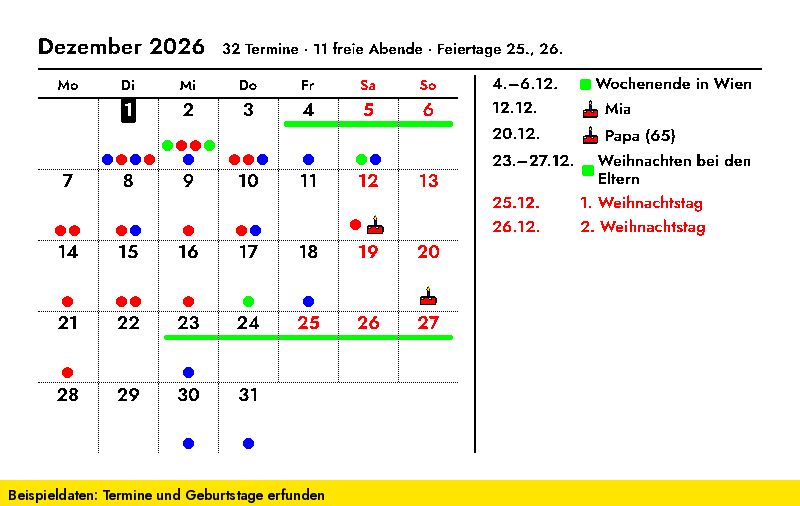 Dezember 2026 32 Termine · 11 freie Abende · Feiertage 25., 26.
Mo Di Mi Do Fr Sa So
1 2 3 4 5 6
7 8 9 10 11 12 13
14 15 16 17 18 19 20
21 22 23 24 25 26 27
28 29 30 31
4.–6.12. Wochenende in Wien
12.12. Mia
20.12. Papa (65)
23.–27.12. Weihnachten bei den
Eltern
25.12. 1. Weihnachtstag
26.12. 2. Weihnachtstag
Beispieldaten: Termine und Geburtstage erfunden